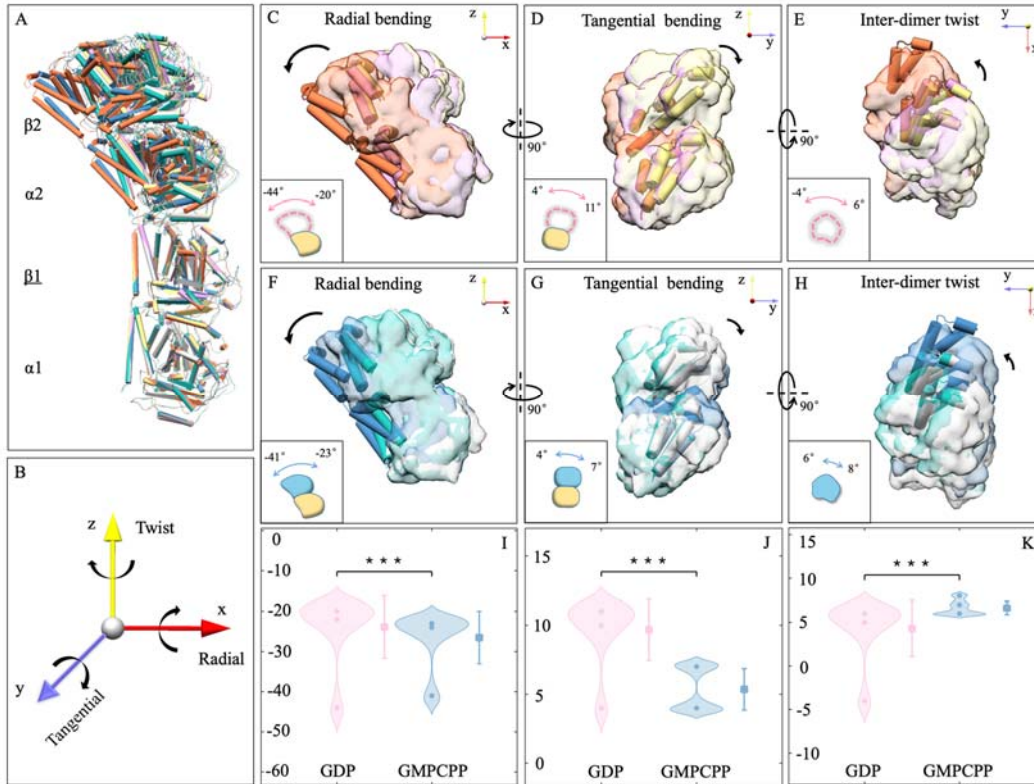 A
β2
α2
β1
α1
B
z
Twist
x
Radial
y
Tangential
C
Radial bending
z
x
-44°
-20°
90°
D
Tangential bending
z
y
4°
11°
90°
E
Inter-dimer twist
y
x
-4°
6°
F
Radial bending
z
x
-41°
-23°
90°
G
Tangential bending
z
y
4°
7°
90°
H
Inter-dimer twist
y
x
6°
8°
I
0
-10
-20
-30
-40
-50
-60
***
GDP
GMPCPP
J
15
10
5
0
***
GDP
GMPCPP
K
15
10
5
0
-5
-10
***
GDP
GMPCPP